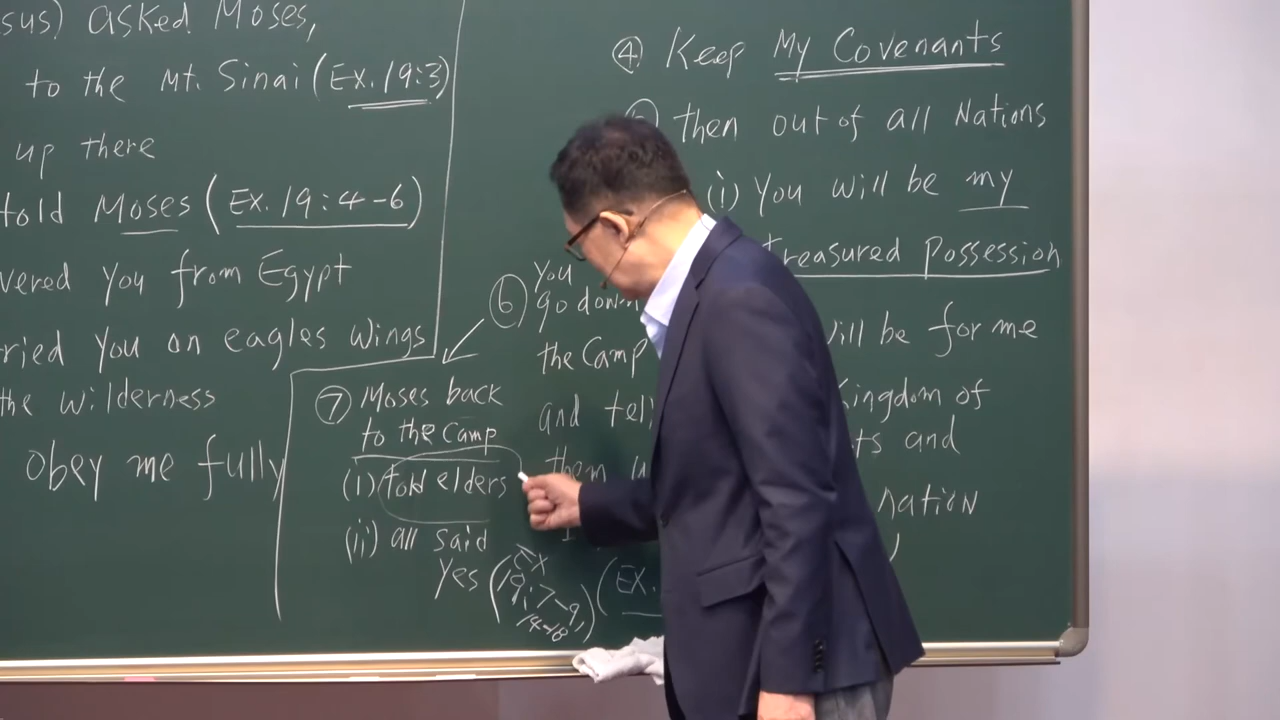 sus) asked Moses,
to the Mt. Sinai (Ex. 19:3)
up there
told Moses (Ex. 19:4-6)
vered you from Egypt
ried you on eagles wings
the wilderness
Obey me fully
④ Keep My Covenants
then out of all Nations
(i) You will be my
treasured possession
will be for me
Kingdom of
ts and
nation
⑥ You
go down
the Camp
and tell
them
(Ex.
⑦ Moses back
to the Camp
(i) told elders
(ii) all said
Yes (Ex
19:7-9,